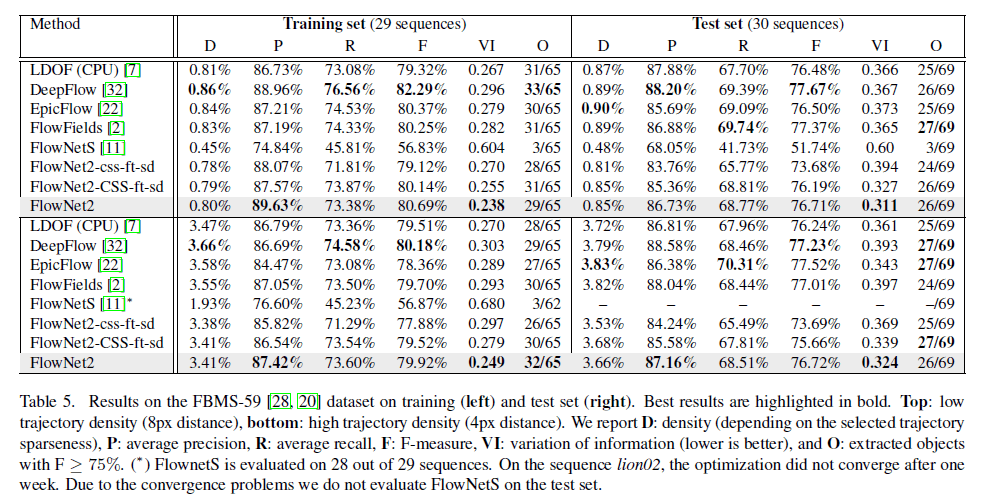 Method Training set (29 sequences) Test set (30 sequences)
D P R F VI O D P R F VI O
LDOF (CPU) [7] 0.81% 86.73% 73.08% 79.32% 0.267 31/65 0.87% 87.88% 67.70% 76.48% 0.366 25/69
DeepFlow [32] 0.86% 88.96% 76.56% 82.29% 0.296 33/65 0.89% 88.20% 69.39% 77.67% 0.367 26/69
EpicFlow [22] 0.84% 87.21% 74.53% 80.37% 0.279 30/65 0.90% 85.69% 69.09% 76.50% 0.373 25/69
FlowFields [2] 0.83% 87.19% 74.33% 80.25% 0.282 31/65 0.89% 86.88% 69.74% 77.37% 0.365 27/69
FlowNetS [11] 0.45% 74.84% 45.81% 56.83% 0.604 3/65 0.48% 68.05% 41.73% 51.74% 0.60 3/69
FlowNet2-css-ft-sd 0.78% 88.07% 71.81% 79.12% 0.270 28/65 0.81% 83.76% 65.77% 73.68% 0.394 24/69
FlowNet2-CSS-ft-sd 0.79% 87.57% 73.87% 80.14% 0.255 31/65 0.85% 85.36% 68.81% 76.19% 0.327 26/69
FlowNet2 0.80% 89.63% 73.38% 80.69% 0.238 29/65 0.85% 86.73% 68.77% 76.71% 0.311 26/69
LDOF (CPU) [7] 3.47% 86.79% 73.36% 79.51% 0.270 28/65 3.72% 86.81% 67.96% 76.24% 0.361 25/69
DeepFlow [32] 3.66% 86.69% 74.58% 80.18% 0.303 29/65 3.79% 88.58% 68.46% 77.23% 0.393 27/69
EpicFlow [22] 3.58% 84.47% 73.08% 78.36% 0.289 27/65 3.83% 86.38% 70.31% 77.52% 0.343 27/69
FlowFields [2] 3.55% 87.05% 73.50% 79.70% 0.293 30/65 3.82% 88.04% 68.44% 77.01% 0.397 24/69
FlowNetS [11]* 1.93% 76.60% 45.23% 56.87% 0.680 3/62 – – – – – –/69
FlowNet2-css-ft-sd 3.38% 85.82% 71.29% 77.88% 0.297 26/65 3.53% 84.24% 65.49% 73.69% 0.369 25/69
FlowNet2-CSS-ft-sd 3.41% 86.54% 73.54% 79.52% 0.279 30/65 3.68% 85.58% 67.81% 75.66% 0.339 27/69
FlowNet2 3.41% 87.42% 73.60% 79.92% 0.249 32/65 3.66% 87.16% 68.51% 76.72% 0.324 26/69
Table 5. Results on the FBMS-59 [28, 20] dataset on training (left) and test set (right). Best results are highlighted in bold. Top: low
trajectory density (8px distance), bottom: high trajectory density (4px distance). We report D: density (depending on the selected trajectory
sparseness), P: average precision, R: average recall, F: F-measure, VI: variation of information (lower is better), and O: extracted objects
with F ≥ 75%. (*) FlownetS is evaluated on 28 out of 29 sequences. On the sequence lion02, the optimization did not converge after one
week. Due to the convergence problems we do not evaluate FlowNetS on the test set.